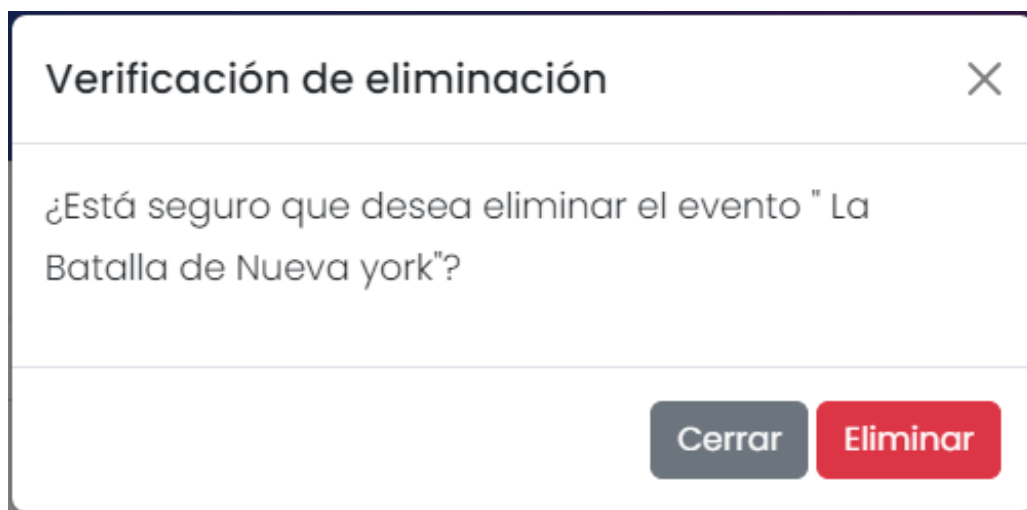 Verificación de eliminación
¿Está seguro que desea eliminar el evento " La
Batalla de Nueva york"?
Cerrar
Eliminar